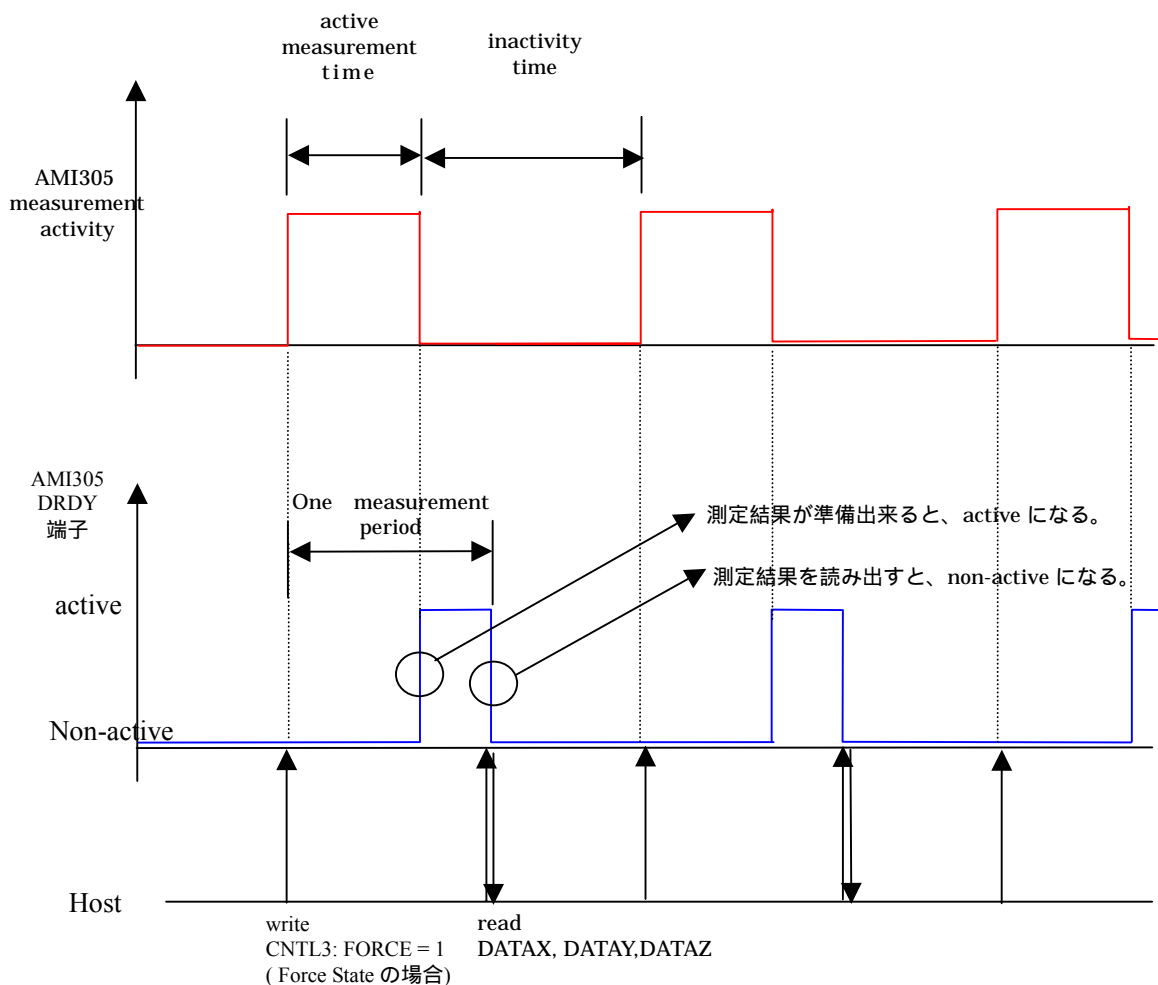 active
measurement
time
inactivity
time
AMI305
measurement
activity
AMI305
DRDY
端子
One measurement
period
測定結果が準備出来ると、active になる。
測定結果を読み出すと、non-active になる。
active
Non-active
Host
write
CNTL3: FORCE = 1
( Force State の場合)
read
DATAX, DATAY,DATAZ